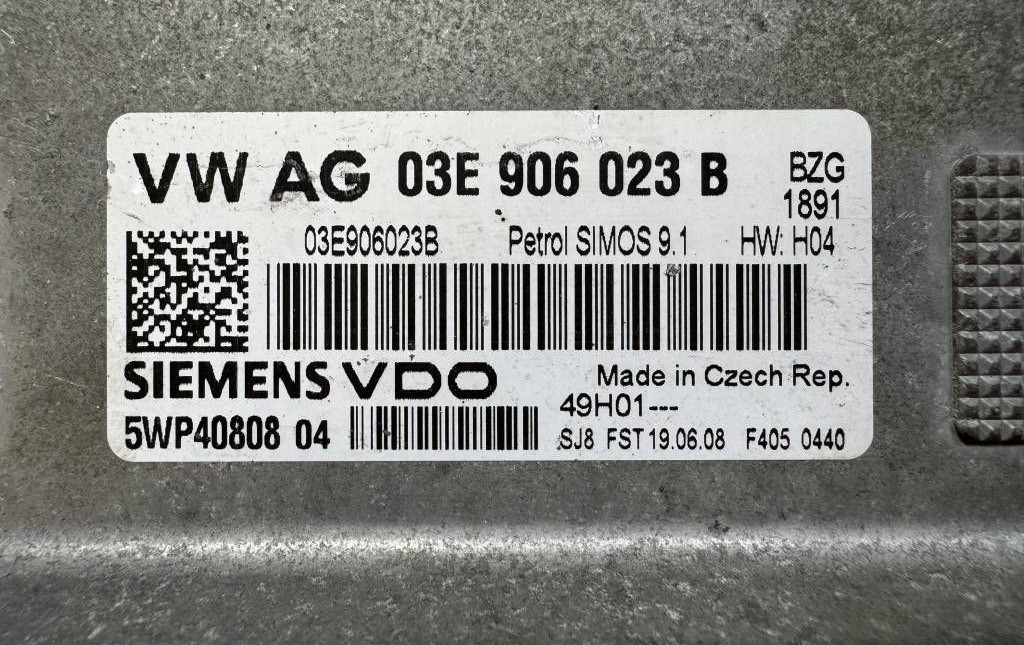 VW AG 03E 906 023 B BZG
1891
03E906023B Petrol SIMOS 9.1 HW: H04
SIEMENS VDO Made in Czech Rep.
49H01---
5WP40808 04 SJ8 FST 19.06.08 F405 0440